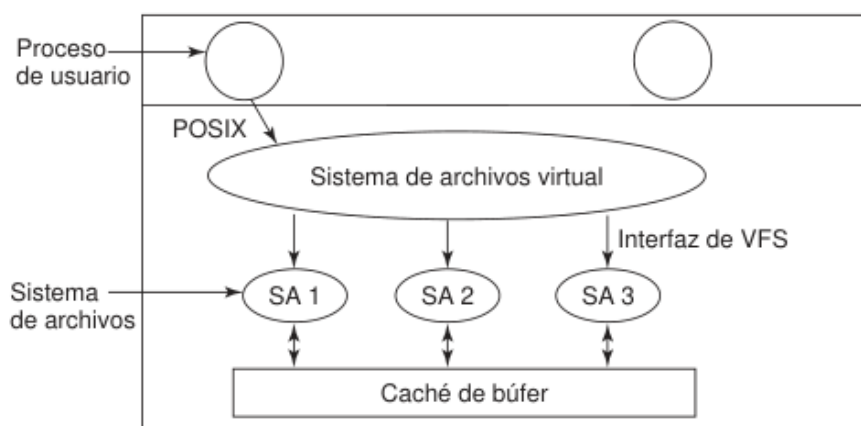 Proceso
de usuario
POSIX
Sistema de archivos virtual
Interfaz de VFS
Sistema
de archivos
SA 1
SA 2
SA 3
Caché de búfer